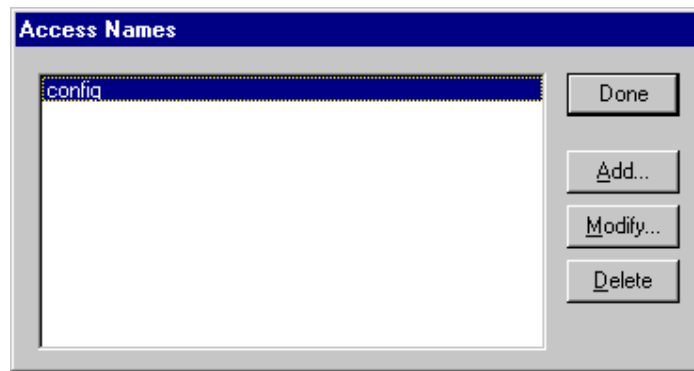 Access Names
config
Done
Add...
Modify...
Delete